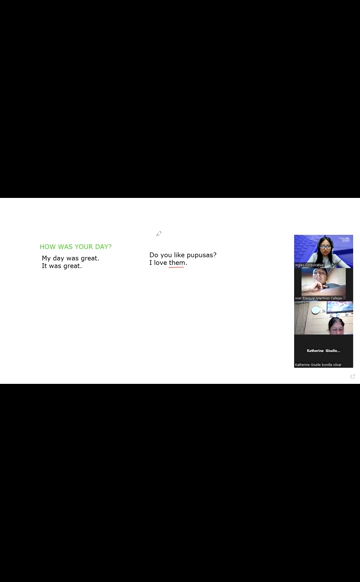 HOW WAS YOUR DAY?
My day was great.
It was great.
Do you like pupusas?
I love them.
Katherine Giselle...
Katherine Giselle Bonilla olivar